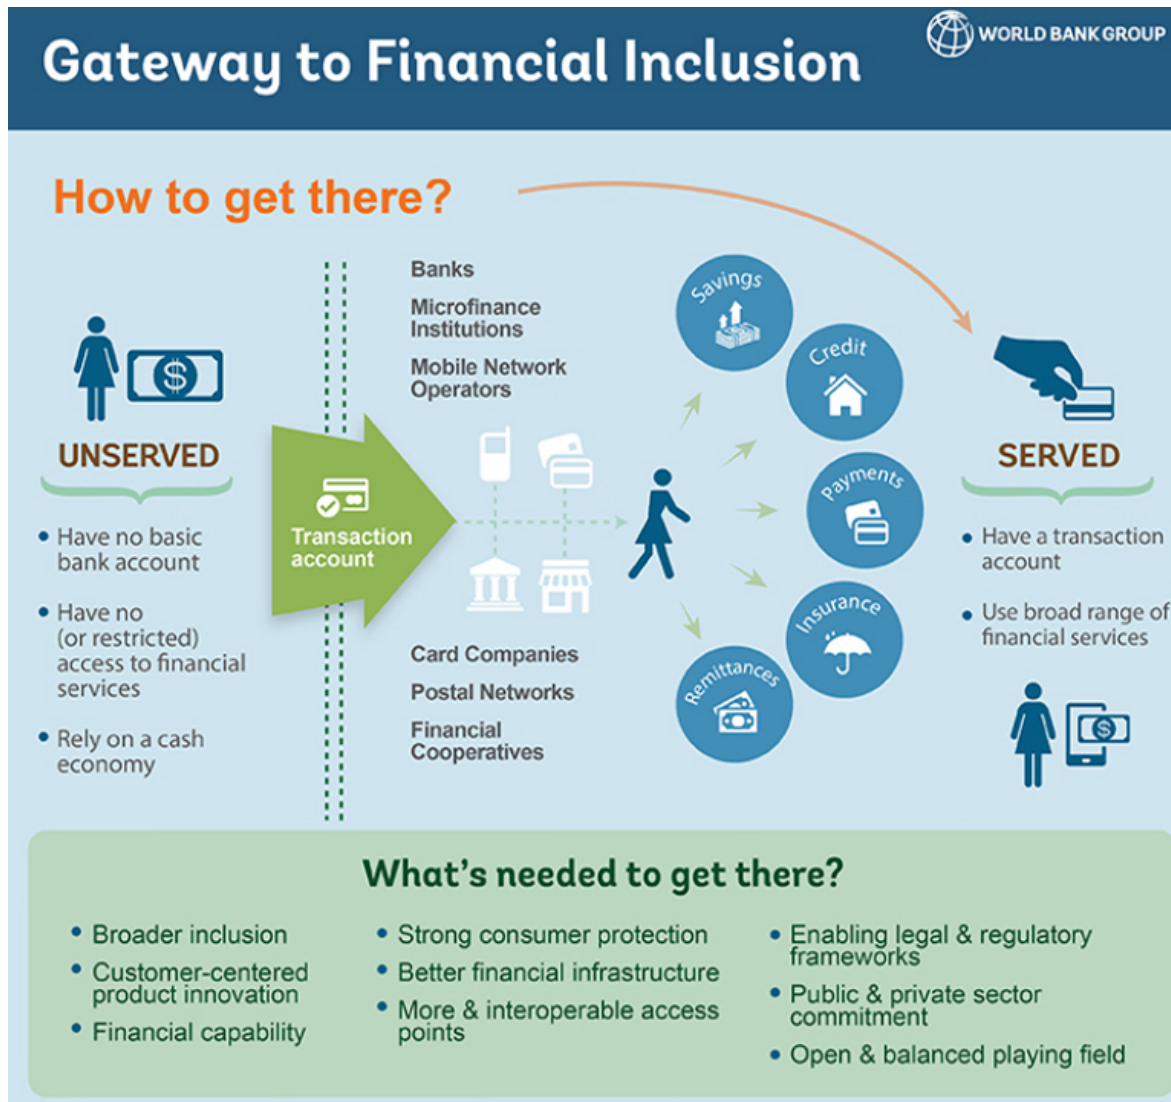 Gateway to Financial Inclusion
WORLD BANK GROUP
How to get there?
UNSERVED
• Have no basic
bank account
• Have no
(or restricted)
access to financial
services
• Rely on a cash
economy
Transaction
account
Banks
Microfinance
Institutions
Mobile Network
Operators
Card Companies
Postal Networks
Financial
Cooperatives
Savings
Credit
Payments
Insurance
Remittances
SERVED
• Have a transaction
account
• Use broad range of
financial services
What's needed to get there?
• Broader inclusion
• Customer-centered
product innovation
• Financial capability
• Strong consumer protection
• Better financial infrastructure
• More & interoperable access
points
• Enabling legal & regulatory
frameworks
• Public & private sector
commitment
• Open & balanced playing field